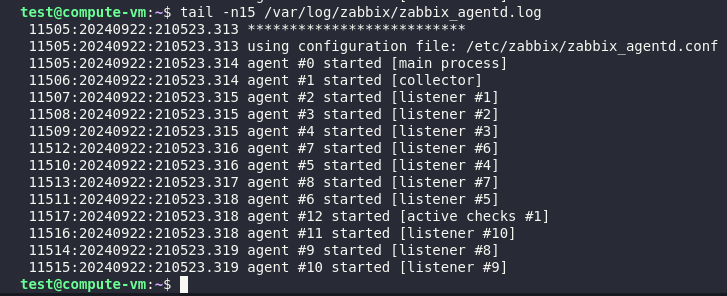 test@compute-vm:~$ tail -n15 /var/log/zabbix/zabbix_agentd.log
11505:20240922:210523.313 **************************
11505:20240922:210523.313 using configuration file: /etc/zabbix/zabbix_agentd.conf
11505:20240922:210523.314 agent #0 started [main process]
11506:20240922:210523.314 agent #1 started [collector]
11507:20240922:210523.315 agent #2 started [listener #1]
11508:20240922:210523.315 agent #3 started [listener #2]
11509:20240922:210523.316 agent #4 started [listener #3]
11512:20240922:210523.316 agent #7 started [listener #6]
11510:20240922:210523.316 agent #5 started [listener #4]
11513:20240922:210523.317 agent #8 started [listener #7]
11511:20240922:210523.318 agent #6 started [listener #5]
11517:20240922:210523.318 agent #12 started [active checks #1]
11516:20240922:210523.318 agent #11 started [listener #10]
11514:20240922:210523.319 agent #9 started [listener #8]
11515:20240922:210523.319 agent #10 started [listener #9]
test@compute-vm:~$